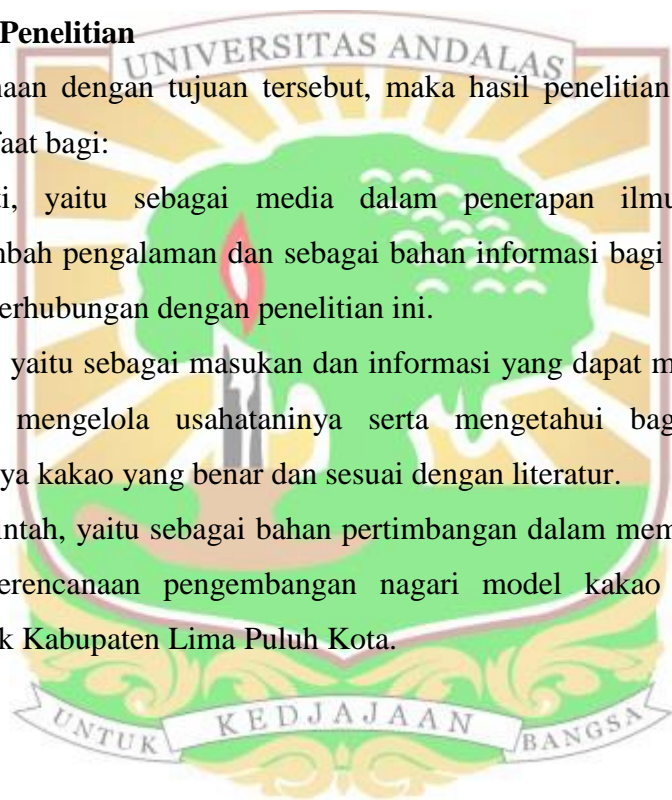 Penelitian
UNIVERSITAS ANDALAS
naan dengan tujuan tersebut, maka hasil penelitian
faat bagi:
ti, yaitu sebagai media dalam penerapan ilmu
mbah pengalaman dan sebagai bahan informasi bagi
erhubungan dengan penelitian ini.
yaitu sebagai masukan dan informasi yang dapat m
mengelola usahataninya serta mengetahui bag
ya kakao yang benar dan sesuai dengan literatur.
intah, yaitu sebagai bahan pertimbangan dalam mem
erencanaan pengembangan nagari model kakao
k Kabupaten Lima Puluh Kota.
UNTUK KEDJAJAAN BANGSA